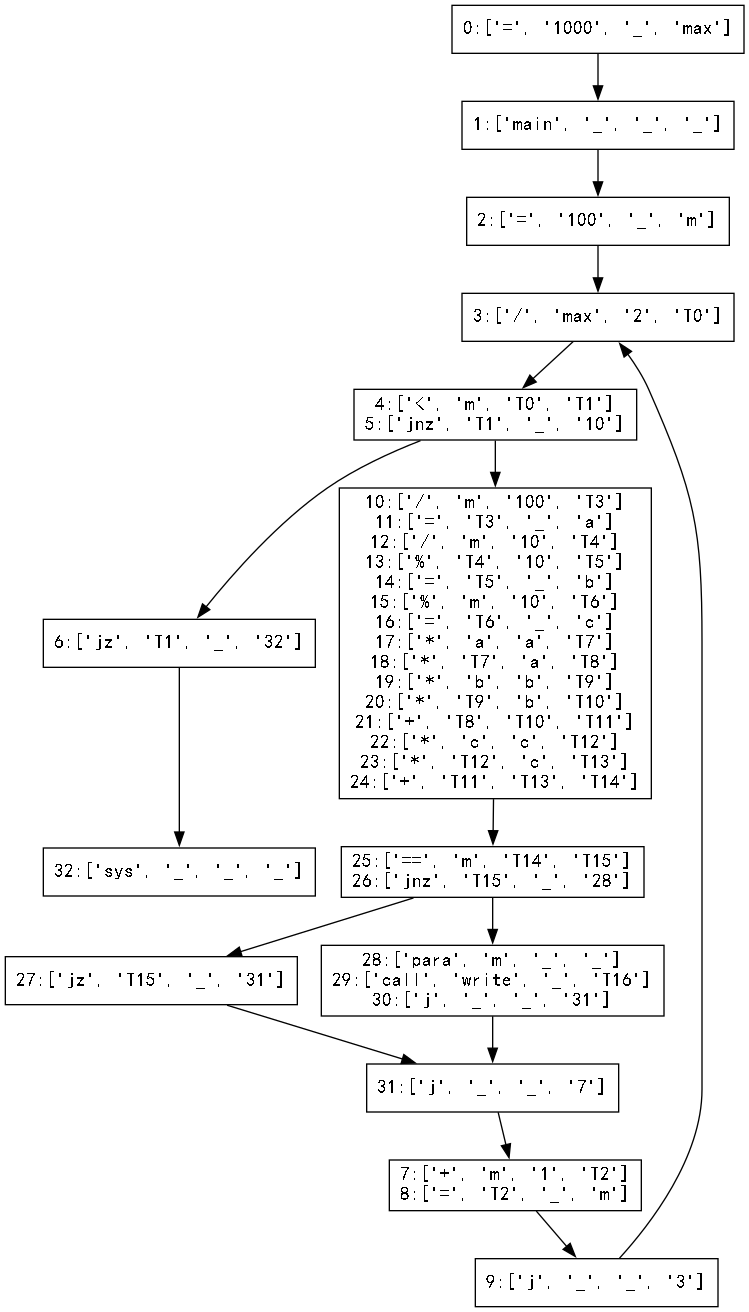 0:['=', '1000', '_', 'max']
1:['main', '_', '_', '_']
2:['=', '100', '_', 'm']
3:['/', 'max', '2', 'T0']
4:['<', 'm', 'T0', 'T1']
5:['jnz', 'T1', '_', '10']
10:['/', 'm', '100', 'T3']
11:['=', 'T3', '_', 'a']
12:['/', 'm', '10', 'T4']
13:['%', 'T4', '10', 'T5']
14:['=', 'T5', '_', 'b']
15:['%', 'm', '10', 'T6']
16:['=', 'T6', '_', 'c']
17:['*', 'a', 'a', 'T7']
18:['*', 'T7', 'a', 'T8']
19:['*', 'b', 'b', 'T9']
20:['*', 'T9', 'b', 'T10']
21:['+', 'T8', 'T10', 'T11']
22:['*', 'c', 'c', 'T12']
23:['*', 'T12', 'c', 'T13']
24:['+', 'T11', 'T13', 'T14']
6:['jz', 'T1', '_', '32']
32:['sys', '_', '_', '_']
25:['==', 'm', 'T14', 'T15']
26:['jnz', 'T15', '_', '28']
27:['jz', 'T15', '_', '31']
28:['para', 'm', '_', '_']
29:['call', 'write', '_', 'T16']
30:['j', '_', '_', '31']
31:['j', '_', '_', '7']
7:['+', 'm', '1', 'T2']
8:['=', 'T2', '_', 'm']
9:['j', '_', '_', '3']